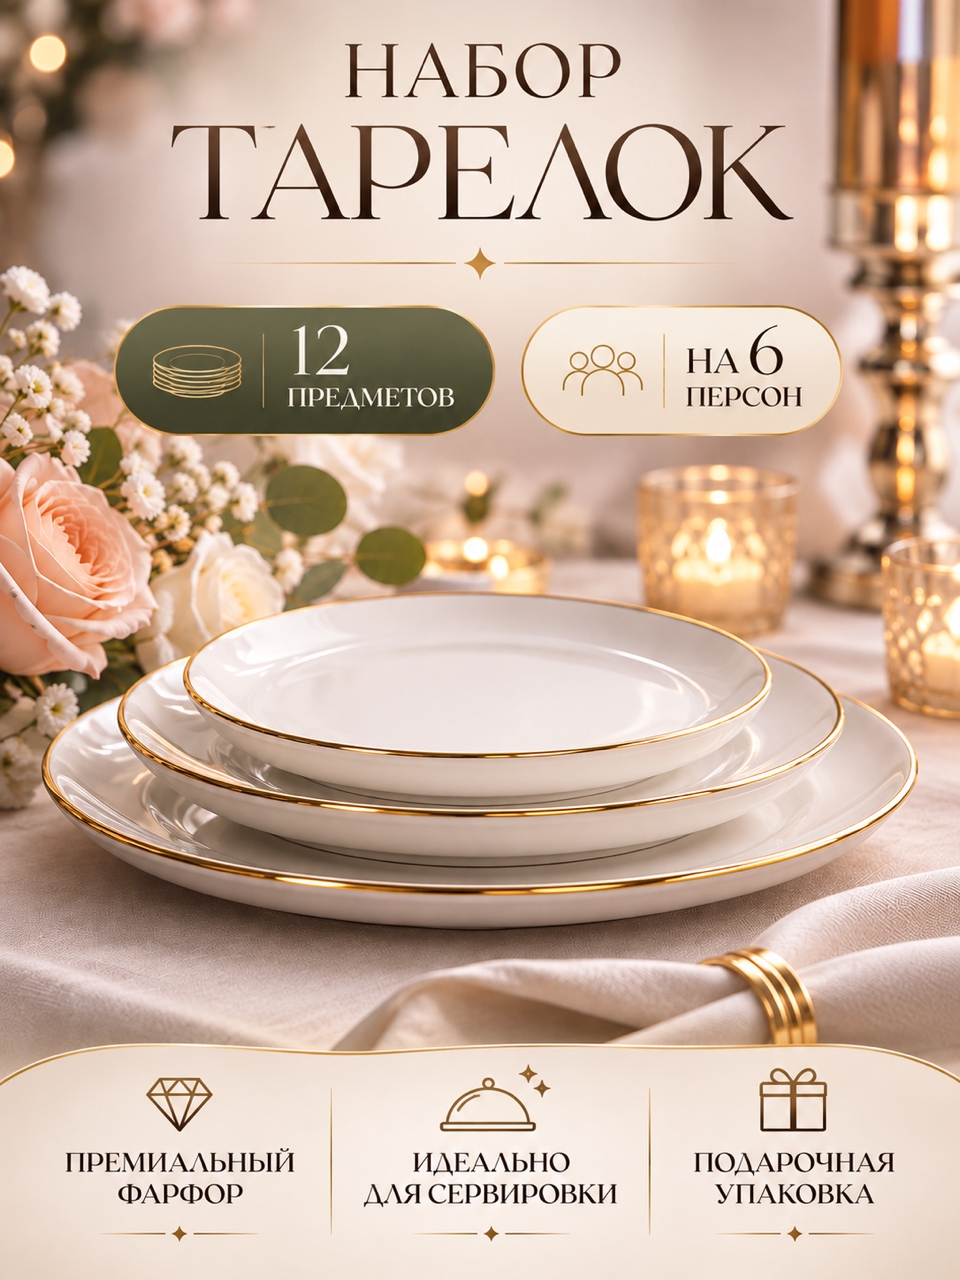 НАБОР
ТАРЕЛОК
12
ПРЕДМЕТОВ
НА 6
ПЕРСОН
ПРЕМИАЛЬНЫЙ
ФАРФОР
ИДЕАЛЬНО
ДЛЯ СЕРВИРОВКИ
ПОДАРОЧНАЯ
УПАКОВКА